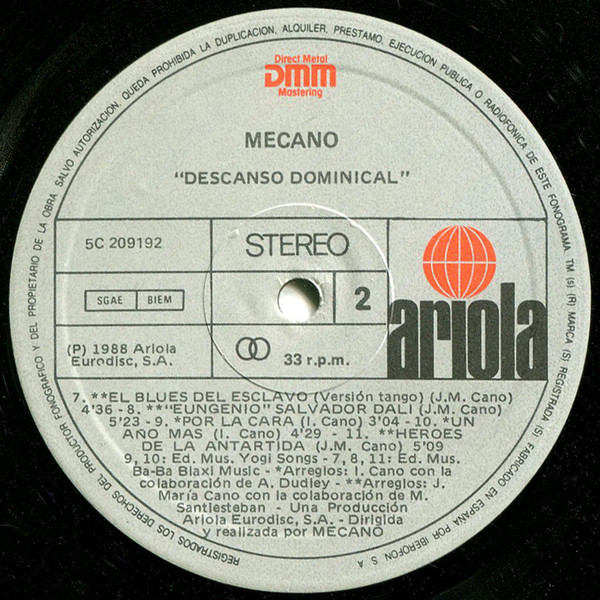 REGISTRADOS LOS DERECHOS DEL PRODUCTOR FONOGRAFICO Y DEL PROPIETARIO DE LA OBRA. SALVO AUTORIZACION, QUEDA PROHIBIDA LA DUPLICACION, ALQUILER, PRESTAMO, EJECUCION PUBLICA O RADIOFONICA DE ESTE FONOGRAMA. TM (s) (R) MARCA (S) REGISTRADA (S). FABRICADO EN ESPAÑA POR IBEROFON S.A
Direct Metal
DMM
Mastering
MECANO
“DESCANSO DOMINICAL”
5C 209192
STEREO
SGAE BIEM
2
ariola
(P) 1988 Ariola
Eurodisc, S.A.
33 r.p.m.
7. **EL BLUES DEL ESCLAVO (Versión tango) (J.M. Cano)
4'36 - 8. **“EUNGENIO” SALVADOR DALI (J.M. Cano)
5'23 - 9. *POR LA CARA (I. Cano) 3'04 - 10. *UN
AÑO MAS (I. Cano) 4'29 - 11. **HEROES
DE LA ANTARTIDA (J.M. Cano) 5'09
9, 10: Ed. Mus. Yogi Songs - 7, 8, 11: Ed. Mus.
Ba-Ba Blaxi Music - *Arreglos: I. Cano con la
colaboración de A. Dudley - **Arreglos: J.
María Cano con la colaboración de M.
Santiesteban - Una Producción
Ariola Eurodisc, S.A. - Dirigida
y realizada por MECANO